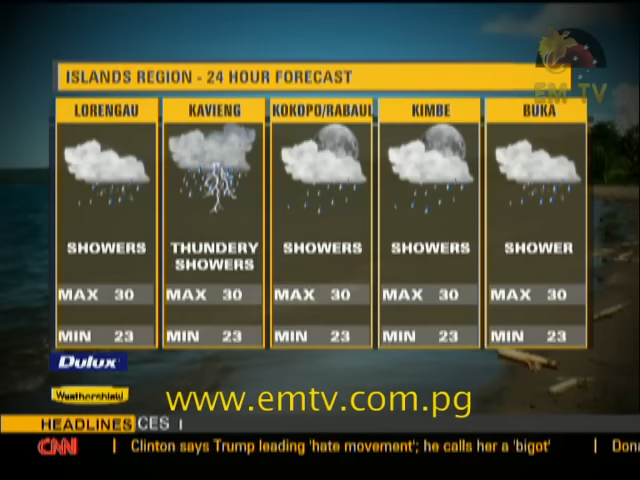 ISLANDS REGION - 24 HOUR FORECAST
EM TV
LORENGAU
KAVIENG
KOKOPO/RABAUL
KIMBE
BUKA
SHOWERS
THUNDERY
SHOWERS
SHOWERS
SHOWERS
SHOWER
MAX 30
MAX 30
MAX 30
MAX 30
MAX 30
MIN 23
MIN 23
MIN 23
MIN 23
MIN 23
Dulux
Weathershield
www.emtv.com.pg
HEADLINES CES
CNN Clinton says Trump leading 'hate movement'; he calls her a 'bigot' | Dona